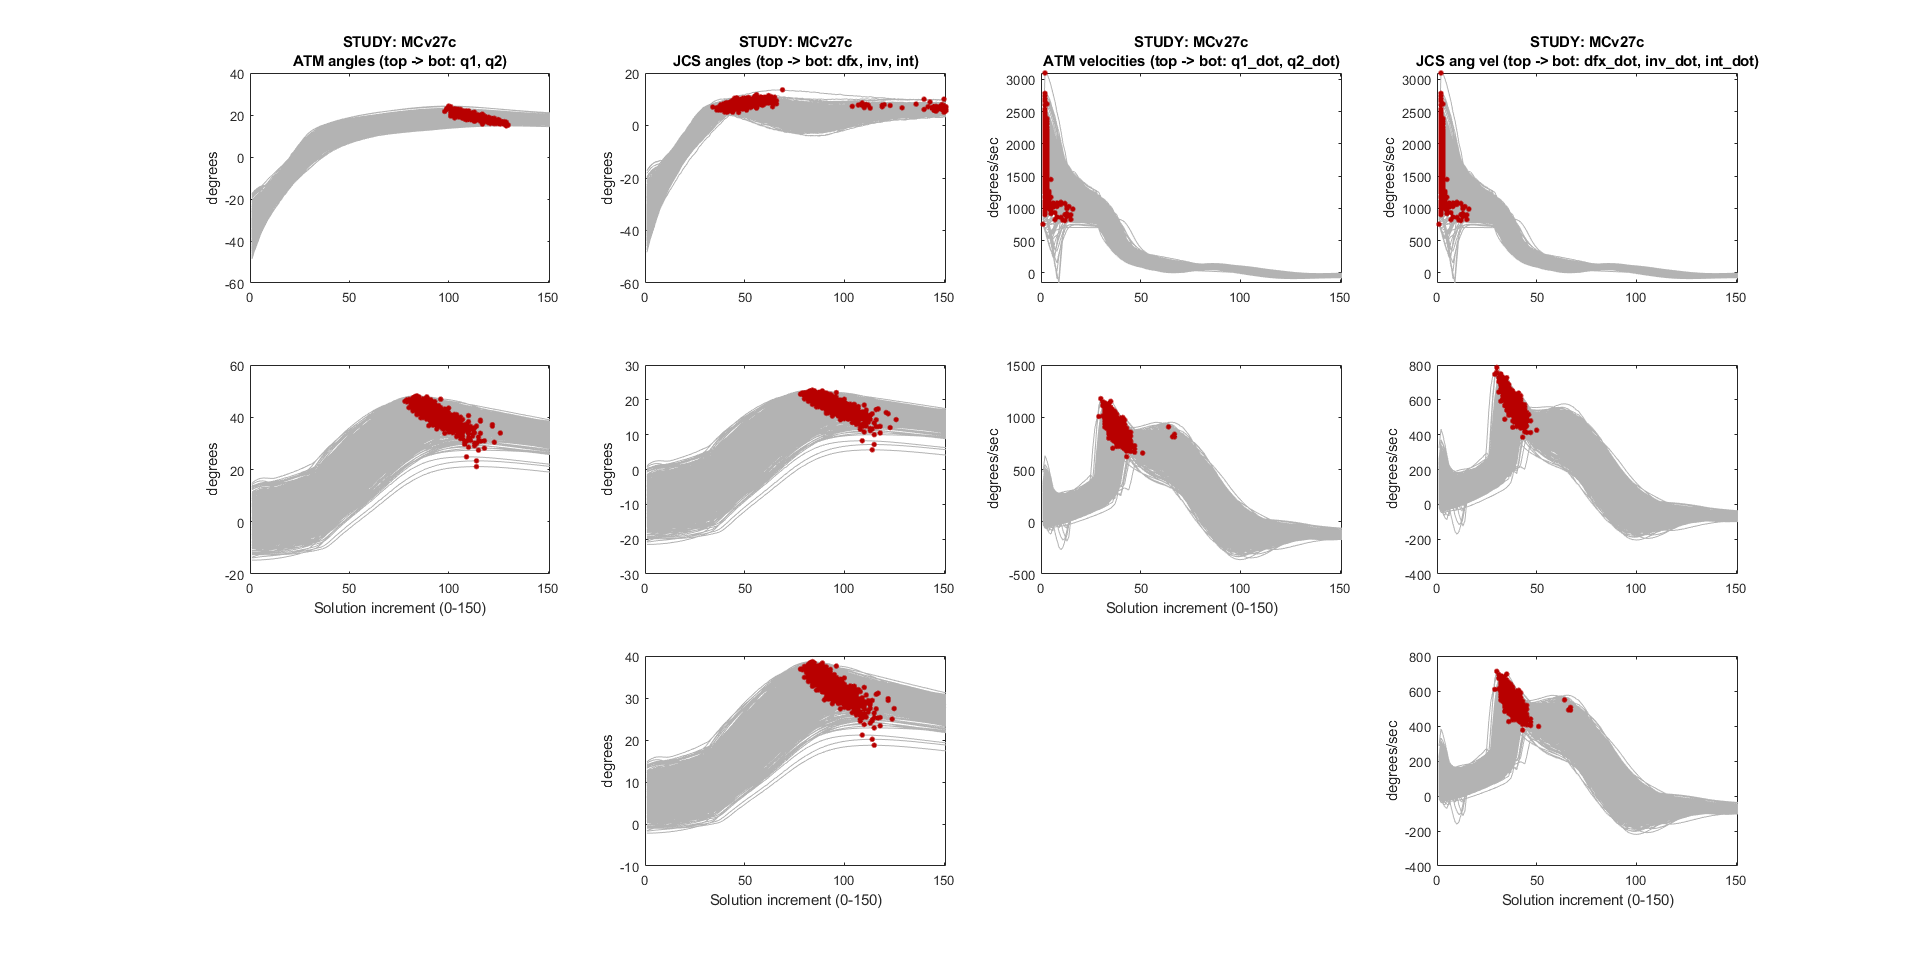 STUDY: MCv27c
ATM angles (top -> bot: q1, q2)
40
20
0
-20
-40
-60
degrees
0 50 100 150
STUDY: MCv27c
JCS angles (top -> bot: dfx, inv, int)
20
0
-20
-40
-60
degrees
0 50 100 150
STUDY: MCv27c
ATM velocities (top -> bot: q1_dot, q2_dot)
3000
2500
2000
1500
1000
500
0
degrees/sec
0 50 100 150
STUDY: MCv27c
JCS ang vel (top -> bot: dfx_dot, inv_dot, int_dot)
3000
2500
2000
1500
1000
500
0
degrees/sec
0 50 100 150
60
40
20
0
-20
degrees
0 50 100 150
Solution increment (0-150)
30
20
10
0
-10
-20
-30
degrees
0 50 100 150
1500
1000
500
0
-500
degrees/sec
0 50 100 150
Solution increment (0-150)
800
600
400
200
0
-200
-400
degrees/sec
0 50 100 150
40
30
20
10
0
-10
degrees
0 50 100 150
Solution increment (0-150)
800
600
400
200
0
-200
-400
degrees/sec
0 50 100 150
Solution increment (0-150)